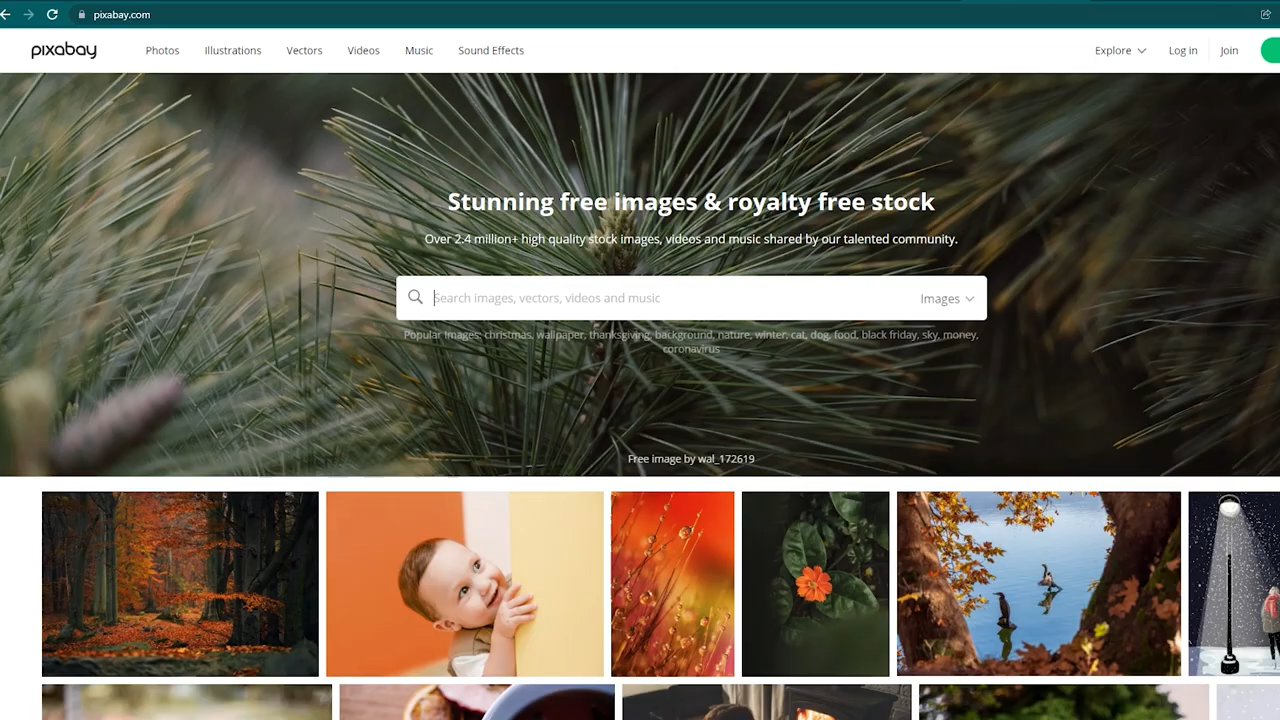 pixabay.com
pixabay Photos Illustrations Vectors Videos Music Sound Effects Explore Log in Join
Stunning free images & royalty free stock
Over 2.4 million+ high quality stock images, videos and music shared by our talented community.
Search images, vectors, videos and music Images
Popular Images: christmas, wallpaper, thanksgiving, background, nature, winter, cat, dog, food, black friday, sky, money,
coronavirus
Free image by wal_172619